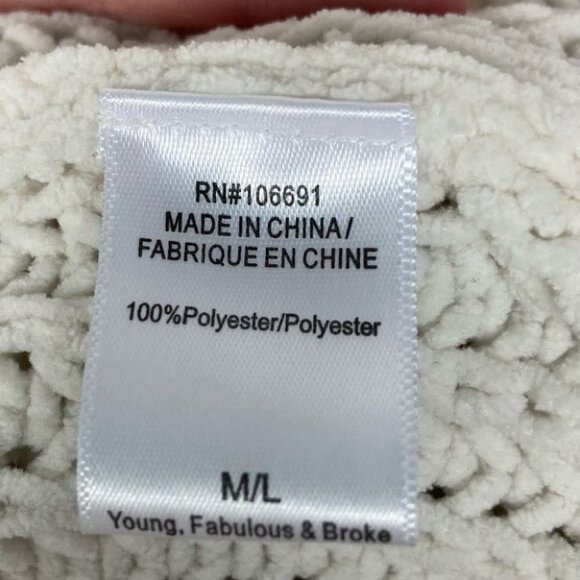 RN#106691
MADE IN CHINA/
FABRIQUE EN CHINE
100%Polyester/Polyester
M/L
Young, Fabulous & Broke